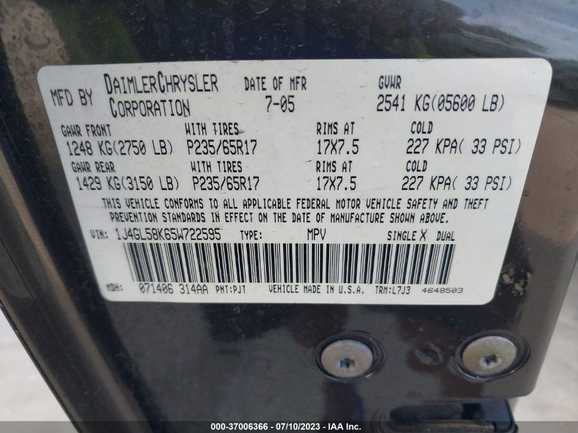 MFD BY DAIMLERCHRYSLER CORPORATION DATE OF MFR 7-05 GVWR 2541 KG(05600 LB)
GAWR FRONT WITH TIRES RIMS AT COLD
1248 KG(2750 LB) P235/65R17 17X7.5 227 KPA( 33 PSI)
GAWR REAR WITH TIRES RIMS AT COLD
1429 KG(3150 LB) P235/65R17 17X7.5 227 KPA( 33 PSI)
THIS VEHICLE CONFORMS TO ALL APPLICABLE FEDERAL MOTOR VEHICLE SAFETY AND THEFT
PREVENTION STANDARDS IN EFFECT ON THE DATE OF MANUFACTURE SHOWN ABOVE.
VIN: 1J4GL58K65W722595 TYPE: MPV SINGLE X DUAL
MDH: 071406 314AA PNT:PJT VEHICLE MADE IN U.S.A. TRM:L7J3 4648503
000-37006366 - 07/10/2023 - IAA Inc.